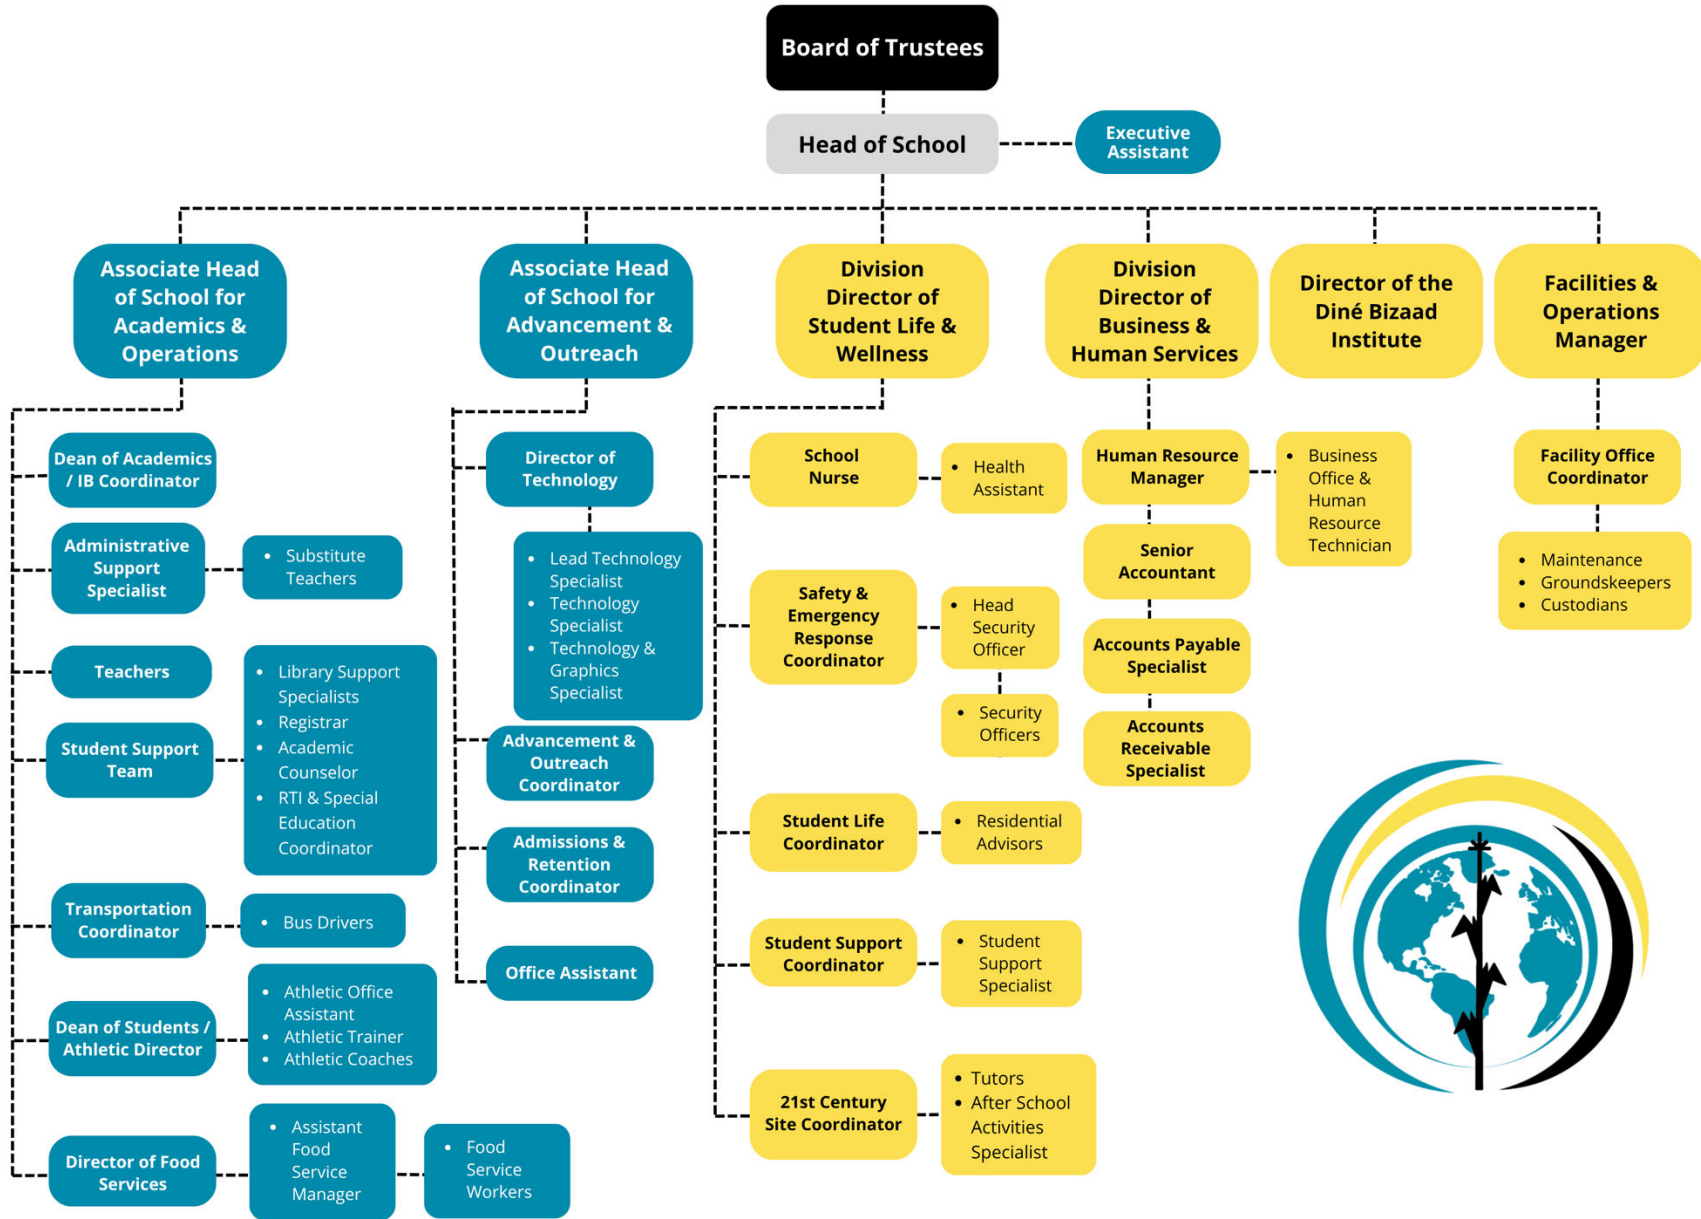 Board of Trustees
Head of School
Executive
Assistant
Associate Head
of School for
Academics &
Operations
Associate Head
of School for
Advancement &
Outreach
Division
Director of
Student Life &
Wellness
Division
Director of
Business &
Human Services
Director of the
Diné Bizaad
Institute
Facilities &
Operations
Manager
Dean of Academics
/ IB Coordinator
Administrative
Support
Specialist
• Substitute
Teachers
Teachers
Student Support
Team
• Library Support
Specialists
• Registrar
• Academic
Counselor
• RTI & Special
Education
Coordinator
Transportation
Coordinator
• Bus Drivers
Dean of Students /
Athletic Director
• Athletic Office
Assistant
• Athletic Trainer
• Athletic Coaches
Director of Food
Services
• Assistant
Food
Service
Manager
• Food
Service
Workers
Director of
Technology
• Lead Technology
Specialist
• Technology
Specialist
• Technology &
Graphics
Specialist
Advancement &
Outreach
Coordinator
Admissions &
Retention
Coordinator
Office Assistant
School
Nurse
• Health
Assistant
Safety &
Emergency
Response
Coordinator
• Head
Security
Officer
• Security
Officers
Student Life
Coordinator
• Residential
Advisors
Student Support
Coordinator
• Student
Support
Specialist
21st Century
Site Coordinator
• Tutors
• After School
Activities
Specialist
Human Resource
Manager
• Business
Office &
Human
Resource
Technician
Senior
Accountant
Accounts Payable
Specialist
Accounts
Receivable
Specialist
Facility Office
Coordinator
• Maintenance
• Groundskeepers
• Custodians